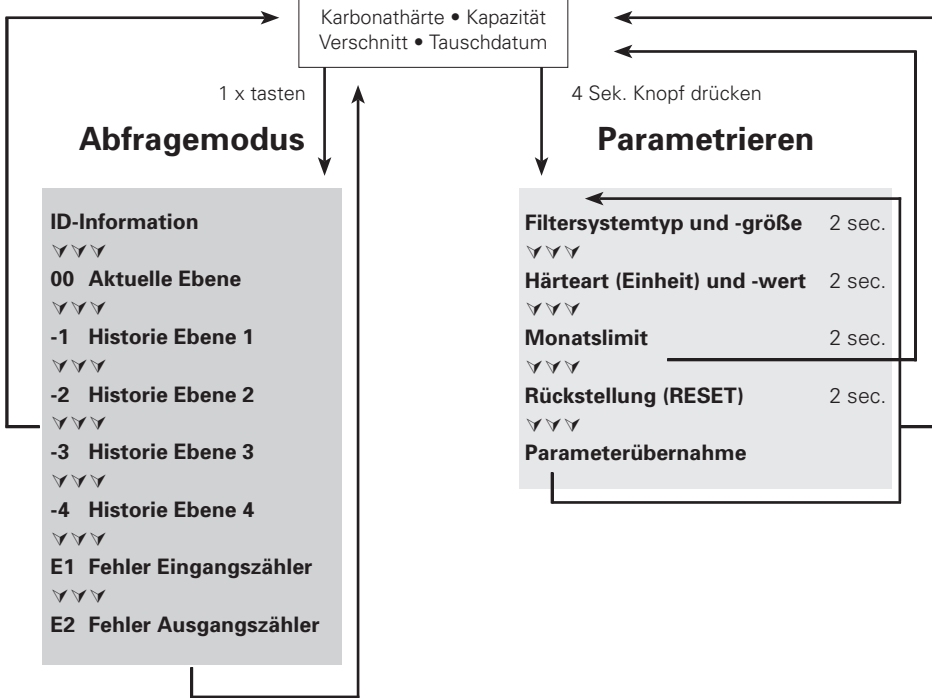 Karbonathärte • Kapazität
Verschnitt • Tauschdatum
1 x tasten
4 Sek. Knopf drücken
Abfragemodus
Parametrieren
ID-Information
00 Aktuelle Ebene
-1 Historie Ebene 1
-2 Historie Ebene 2
-3 Historie Ebene 3
-4 Historie Ebene 4
E1 Fehler Eingangszähler
E2 Fehler Ausgangszähler
Filtersystemtyp und -größe 2 sec.
Härteart (Einheit) und -wert 2 sec.
Monatslimit 2 sec.
Rückstellung (RESET) 2 sec.
Parameterübernahme